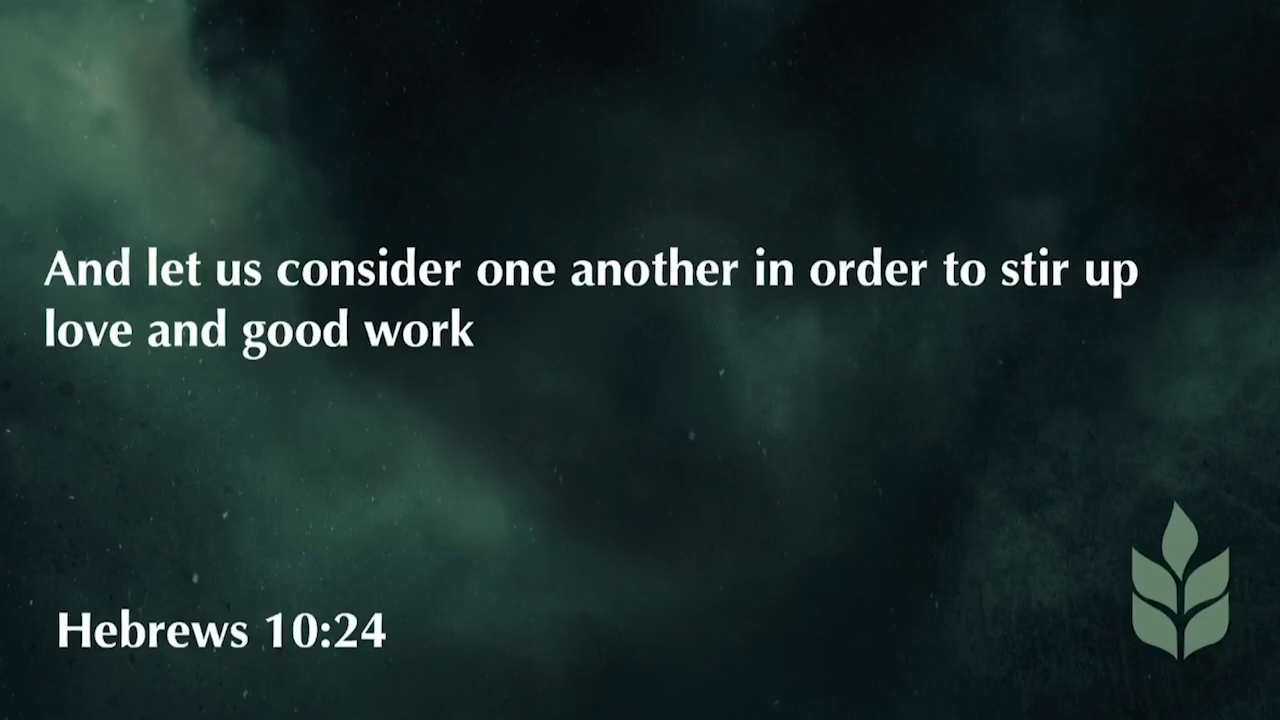 And let us consider one another in order to stir up
love and good work
Hebrews 10:24